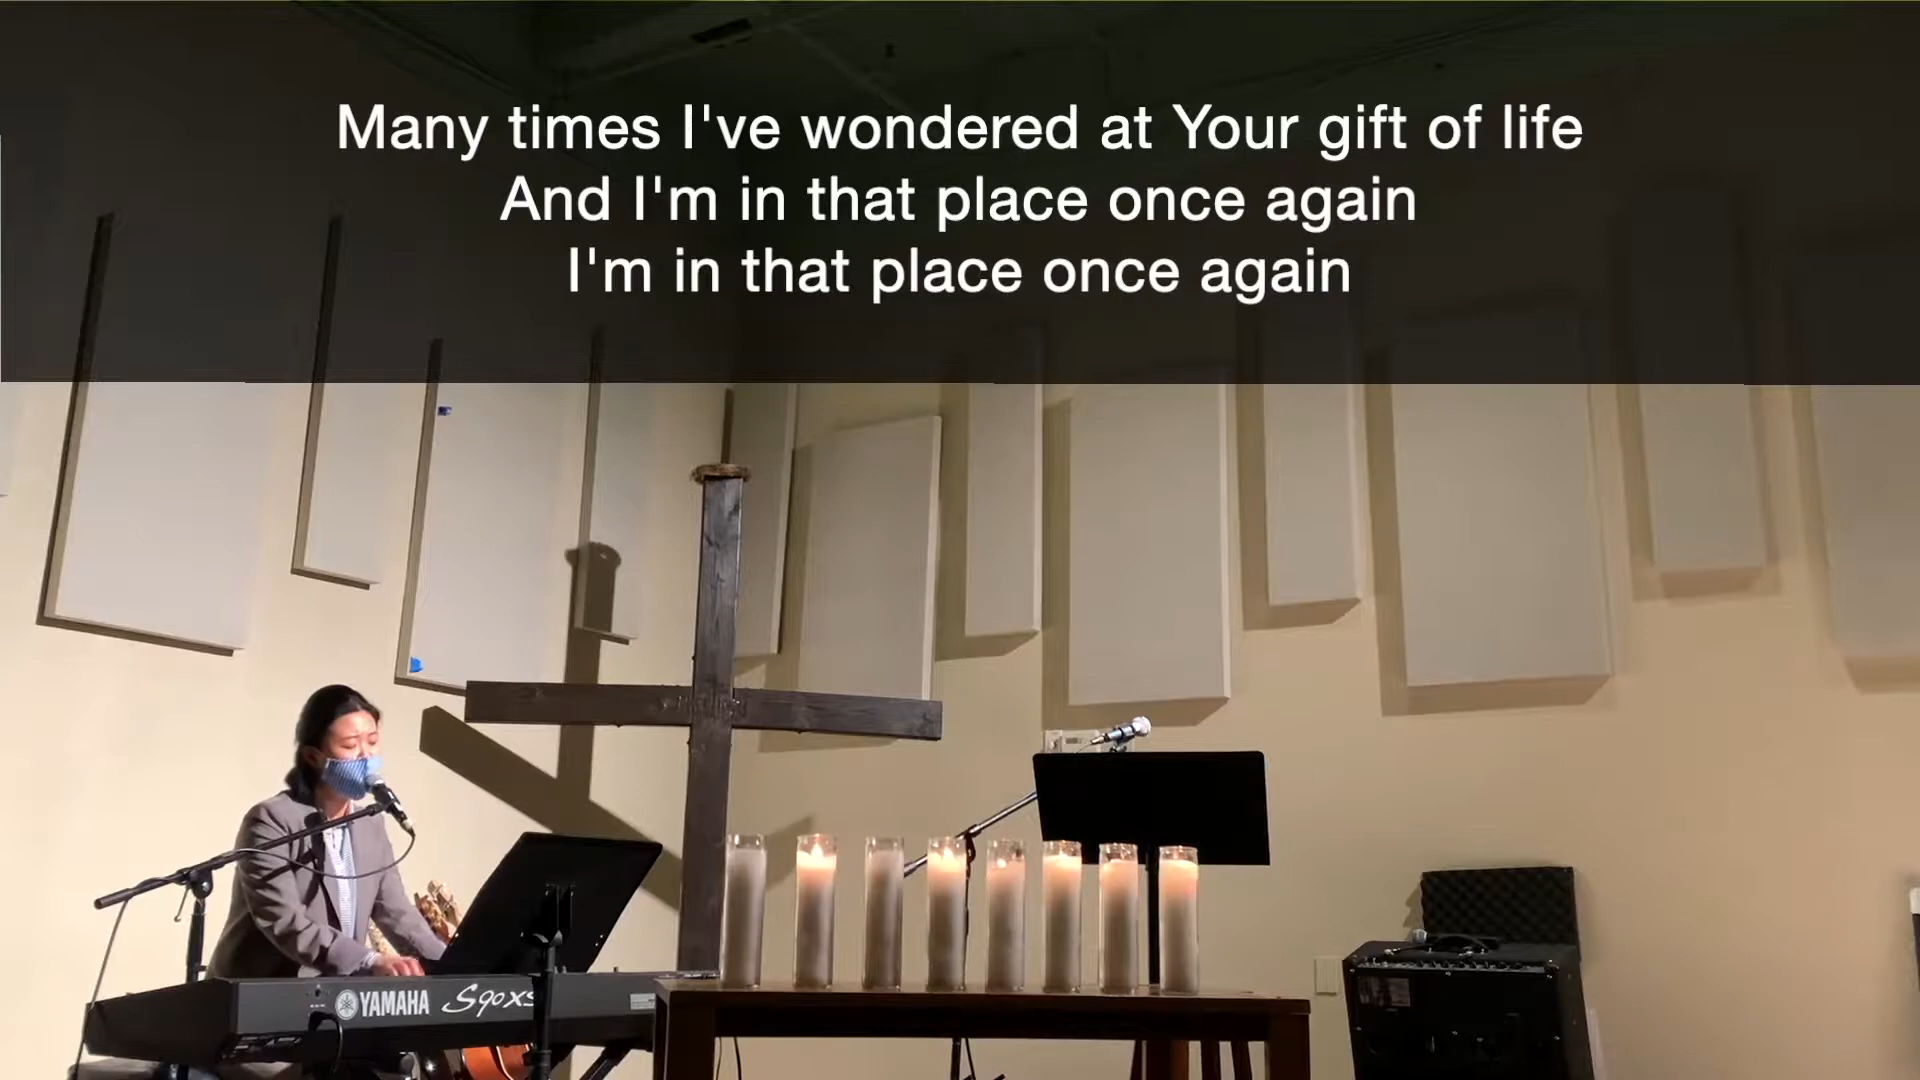 Many times I've wondered at Your gift of life
And I'm in that place once again
I'm in that place once again
YAMAHA S90XS